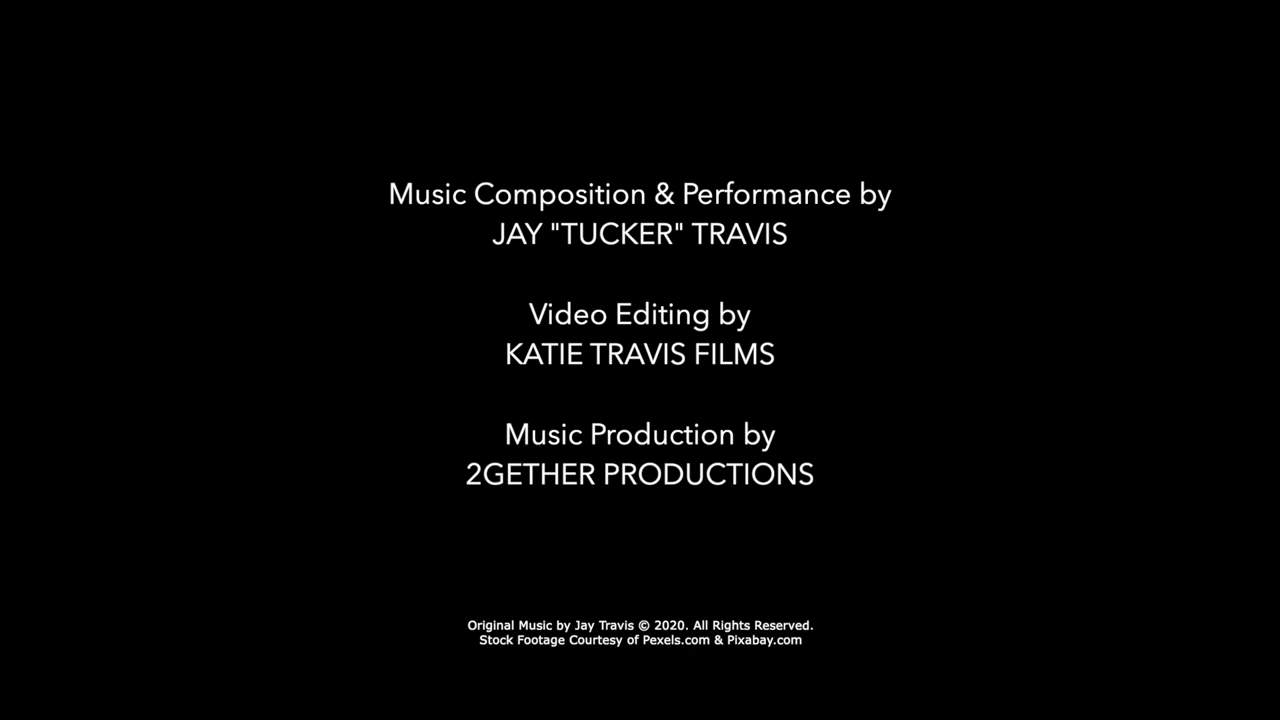 Music Composition & Performance by
JAY "TUCKER" TRAVIS
Video Editing by
KATIE TRAVIS FILMS
Music Production by
2GETHER PRODUCTIONS
Original Music by Jay Travis © 2020. All Rights Reserved.
Stock Footage Courtesy of Pexels.com & Pixabay.com